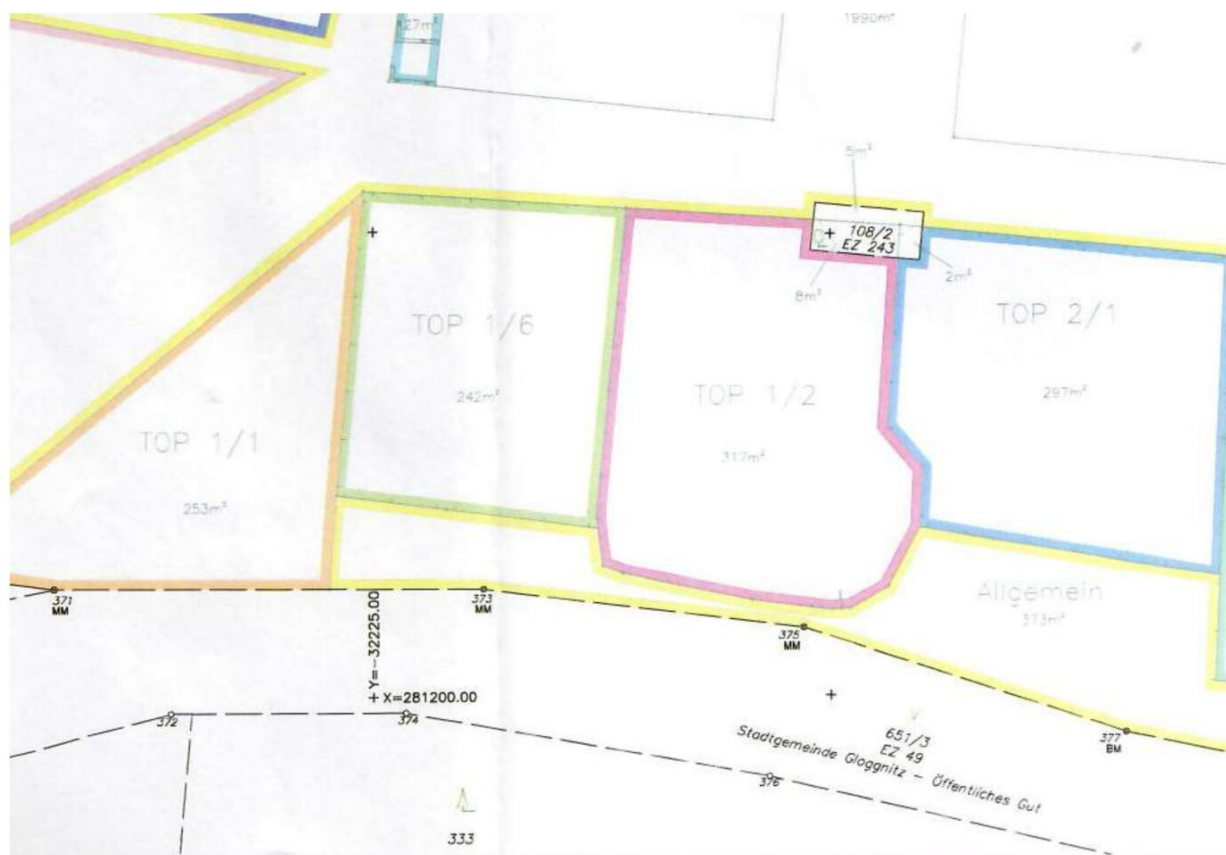 27m²
1990m²
5m²
108/2
EZ 243
2m²
8m²
TOP 1/6
242m²
TOP 2/1
297m²
TOP 1/2
317m²
TOP 1/1
253m²
Allgemein
373m²
371
MM
373
MM
375
MM
377
BM
Y=-32225.00
X=281200.00
372
374
376
651/3
EZ 49
Stadtgemeinde Gloggnitz - Öffentliches Gut
333